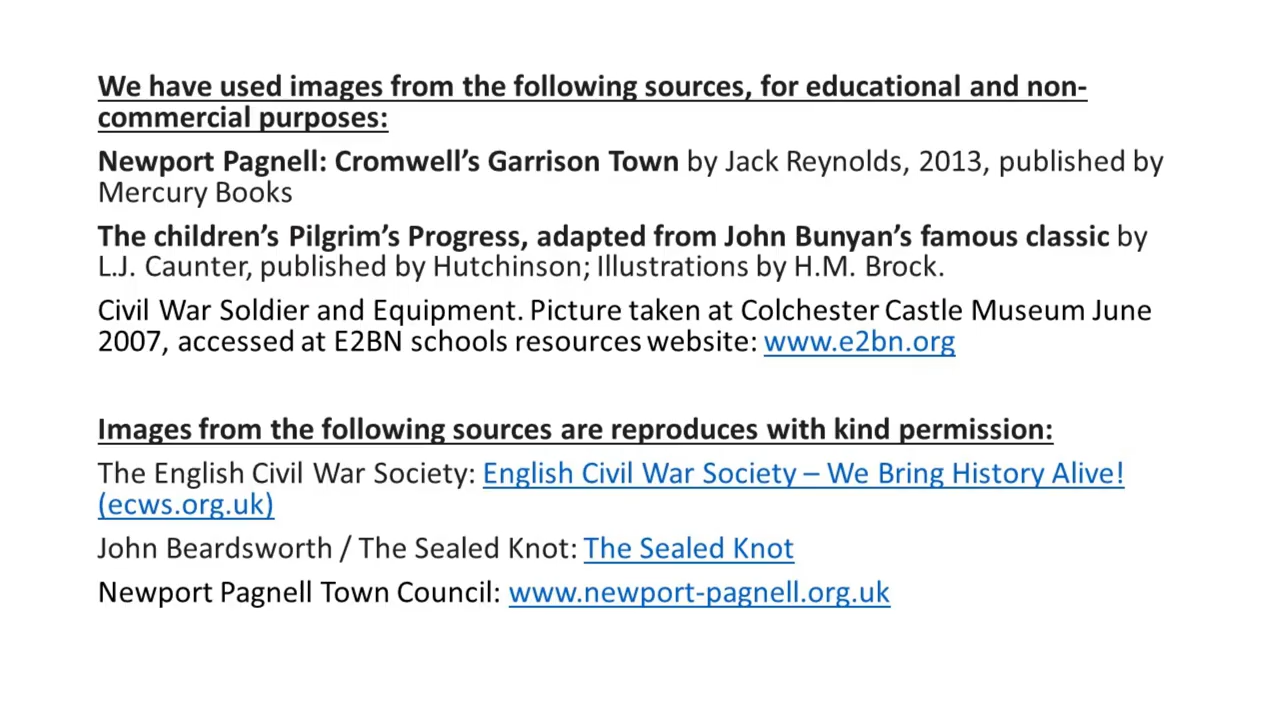 We have used images from the following sources, for educational and non-
commercial purposes:
Newport Pagnell: Cromwell’s Garrison Town by Jack Reynolds, 2013, published by
Mercury Books
The children’s Pilgrim’s Progress, adapted from John Bunyan’s famous classic by
L.J. Caunter, published by Hutchinson; Illustrations by H.M. Brock.
Civil War Soldier and Equipment. Picture taken at Colchester Castle Museum June
2007, accessed at E2BN schools resources website: www.e2bn.org
Images from the following sources are reproduces with kind permission:
The English Civil War Society: English Civil War Society – We Bring History Alive!
(ecws.org.uk)
John Beardsworth / The Sealed Knot: The Sealed Knot
Newport Pagnell Town Council: www.newport-pagnell.org.uk